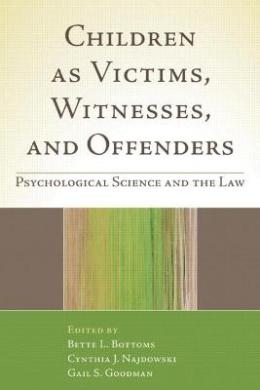 Children
as Victims,
Witnesses,
and Offenders
Psychological Science and the Law
Edited by
Bette L. Bottoms
Cynthia J. Najdowski
Gail S. Goodman